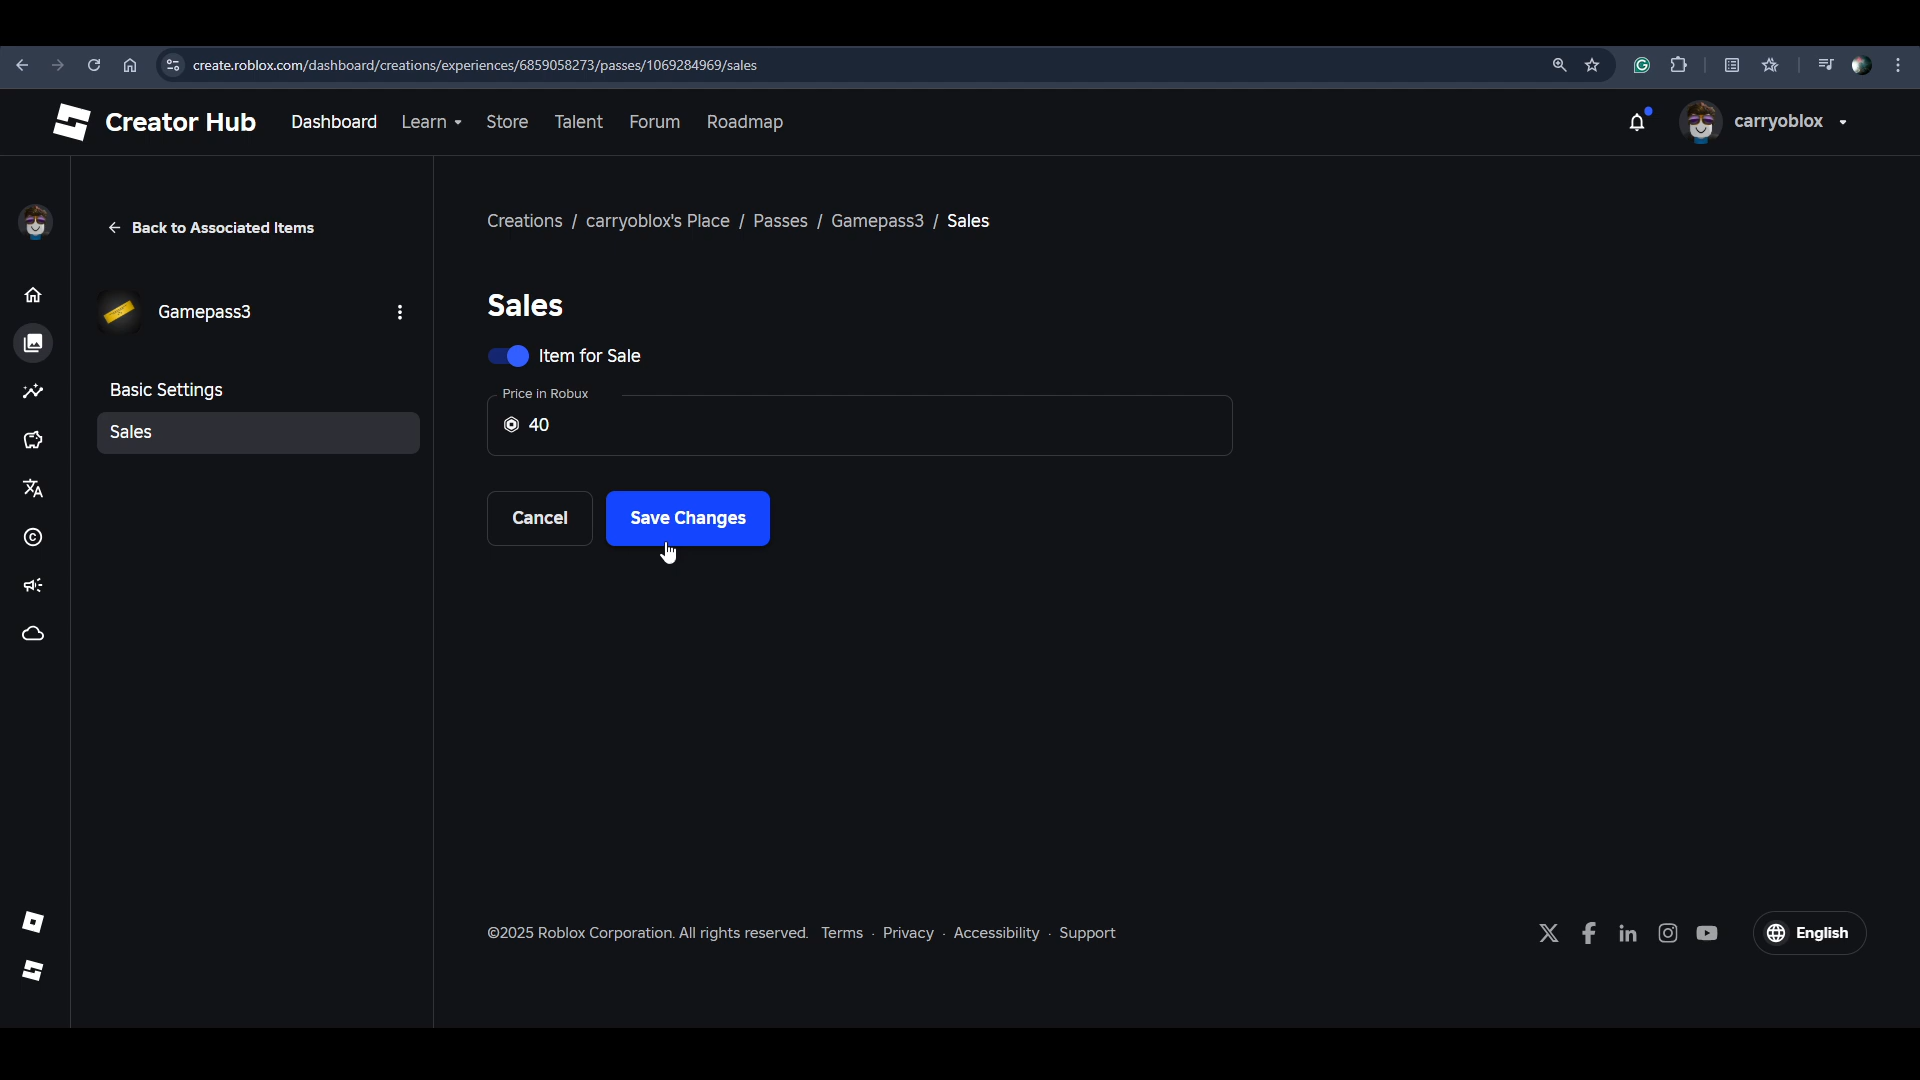 create.roblox.com/dashboard/creations/experiences/6859058273/passes/1069284969/sales
Creator Hub Dashboard Learn Store Talent Forum Roadmap carryoblox
Back to Associated Items
Gamepass3
Basic Settings
Sales
Creations / carryoblox's Place / Passes / Gamepass3 / Sales
Sales
Item for Sale
Price in Robux
40
Cancel Save Changes
©2025 Roblox Corporation. All rights reserved. Terms · Privacy · Accessibility · Support
English